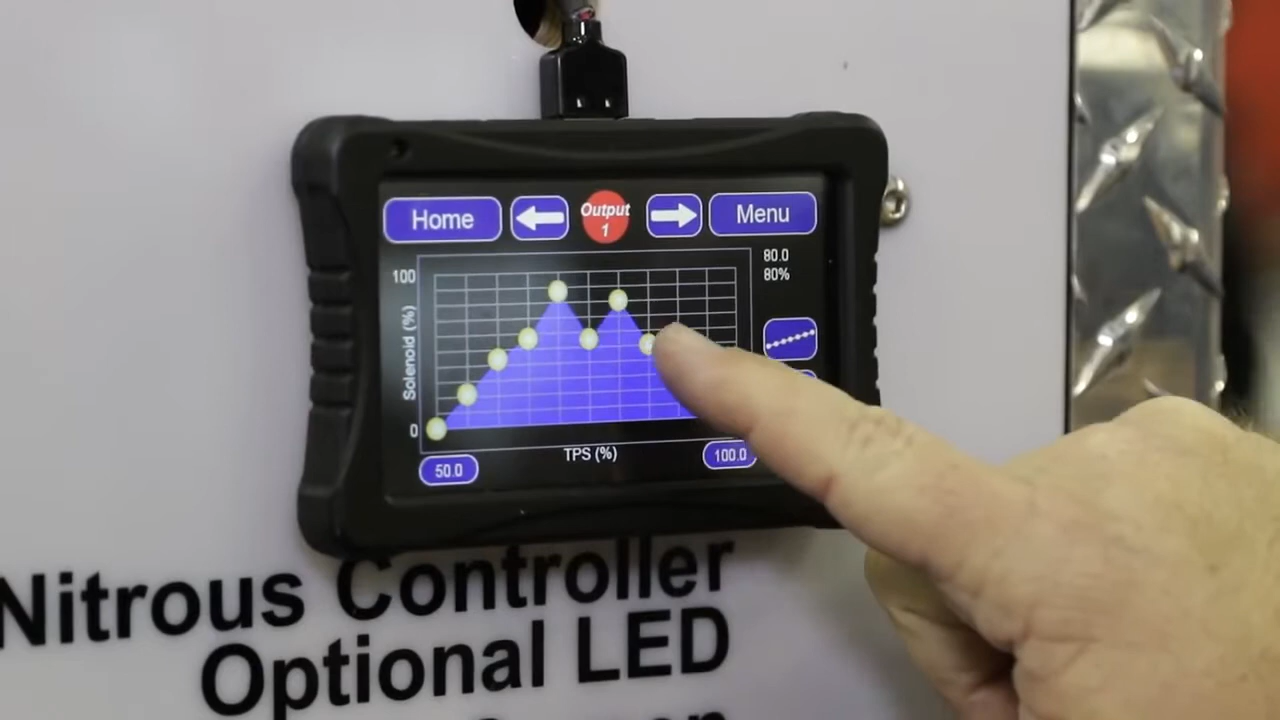 Home
Output
1
Menu
80.0
80%
100
Solenoid (%)
0
TPS (%)
50.0
100.0
Nitrous Controller
Optional LED